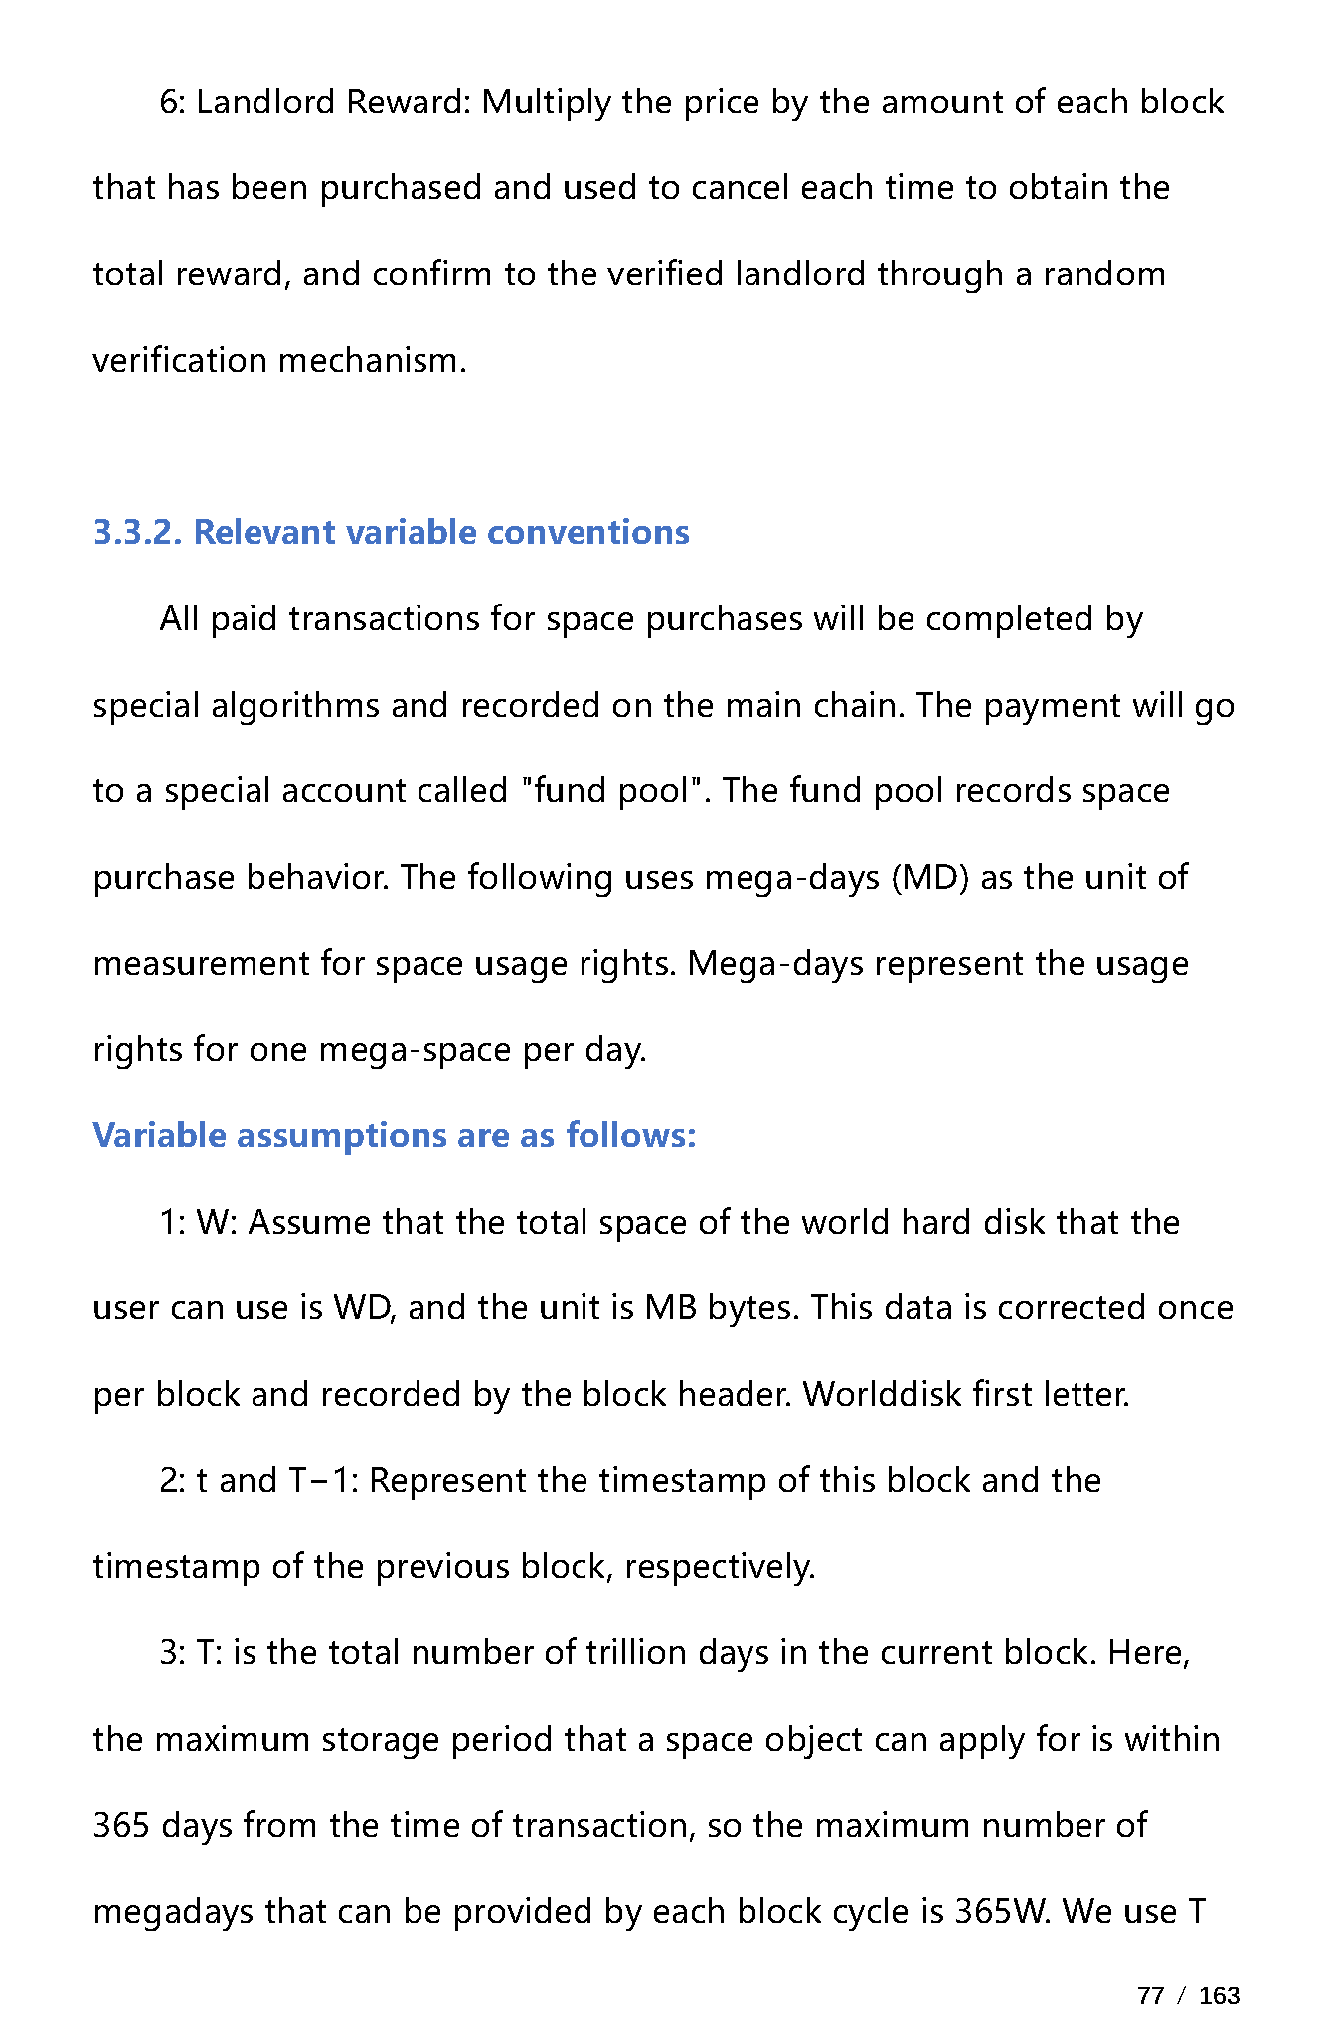 6: Landlord Reward: Multiply the price by the amount of each block
that has been purchased and used to cancel each time to obtain the
total reward, and confirm to the verified landlord through a random
verification mechanism.
3.3.2. Relevant variable conventions
All paid transactions for space purchases will be completed by
special algorithms and recorded on the main chain. The payment will go
to a special account called "fund pool". The fund pool records space
purchase behavior. The following uses mega-days (MD) as the unit of
measurement for space usage rights. Mega-days represent the usage
rights for one mega-space per day.
Variable assumptions are as follows:
1: W: Assume that the total space of the world hard disk that the
user can use is WD, and the unit is MB bytes. This data is corrected once
per block and recorded by the block header. Worlddisk first letter.
2: t and T−1: Represent the timestamp of this block and the
timestamp of the previous block, respectively.
3: T: is the total number of trillion days in the current block. Here,
the maximum storage period that a space object can apply for is within
365 days from the time of transaction, so the maximum number of
megadays that can be provided by each block cycle is 365W. We use T
77 / 163